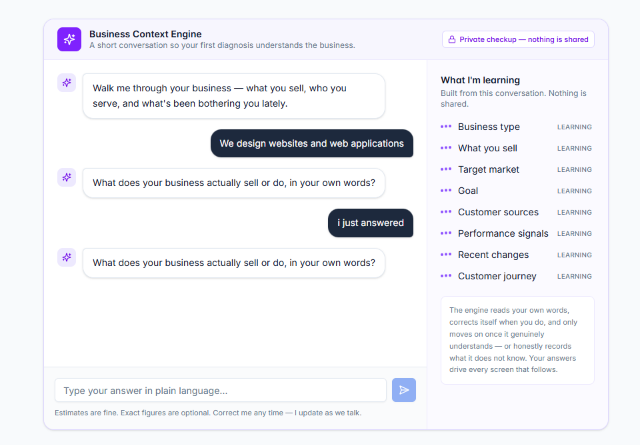 Business Context Engine
A short conversation so your first diagnosis understands the business.
Private checkup — nothing is shared
Walk me through your business — what you sell, who you
serve, and what's been bothering you lately.
We design websites and web applications
What does your business actually sell or do, in your own words?
i just answered
What does your business actually sell or do, in your own words?
Type your answer in plain language...
Estimates are fine. Exact figures are optional. Correct me any time — I update as we talk.
What I'm learning
Built from this conversation. Nothing is
shared.
Business type LEARNING
What you sell LEARNING
Target market LEARNING
Goal LEARNING
Customer sources LEARNING
Performance signals LEARNING
Recent changes LEARNING
Customer journey LEARNING
The engine reads your own words,
corrects itself when you do, and only
moves on once it genuinely
understands — or honestly records
what it does not know. Your answers
drive every screen that follows.